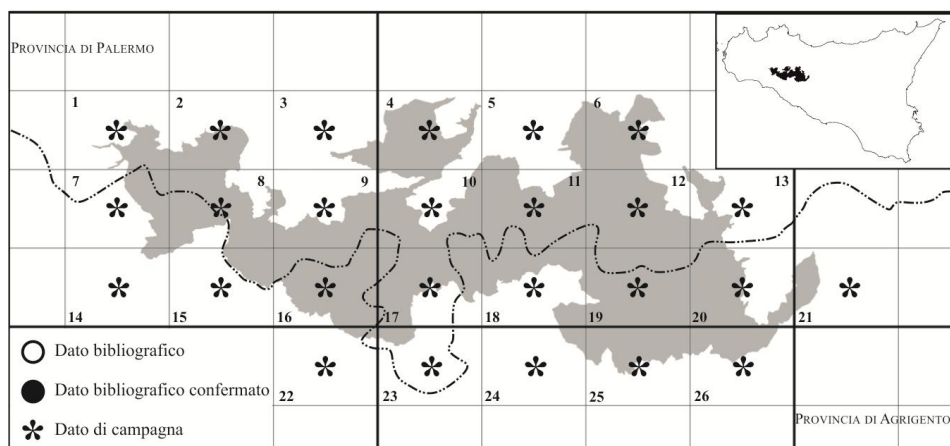 PROVINCIA DI PALERMO
1 2 3 4 5 6
7 8 9 10 11 12 13
14 15 16 17 18 19 20 21
Dato bibliografico
Dato bibliografico confermato
Dato di campagna
22 23 24 25 26
PROVINCIA DI AGRIGENTO